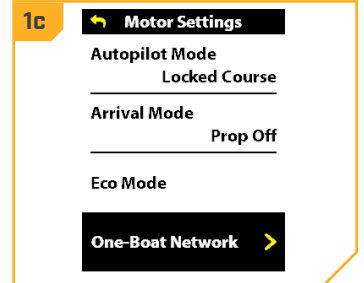 1c
Motor Settings
Autopilot Mode
Locked Course
Arrival Mode
Prop Off
Eco Mode
One-Boat Network